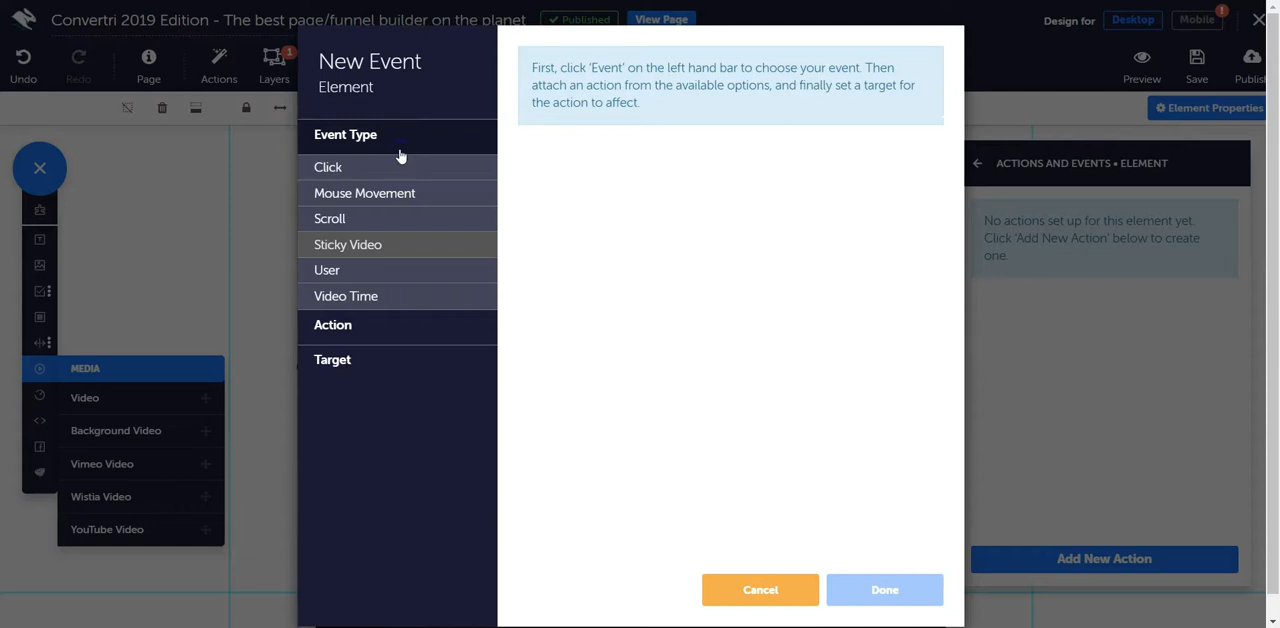 Convertri 2019 Edition - The best page/funnel builder on the planet
Published
View Page
Design for
Desktop
Mobile
!
Undo
Redo
Page
Actions
Layers
1
Preview
Save
Publish
Element Properties
New Event
Element
Event Type
Click
Mouse Movement
Scroll
Sticky Video
User
Video Time
Action
Target
First, click 'Event' on the left hand bar to choose your event. Then
attach an action from the available options, and finally set a target for
the action to affect.
Cancel
Done
MEDIA
Video
Background Video
Vimeo Video
Wistia Video
YouTube Video
ACTIONS AND EVENTS • ELEMENT
No actions set up for this element yet.
Click 'Add New Action' below to create
one.
Add New Action